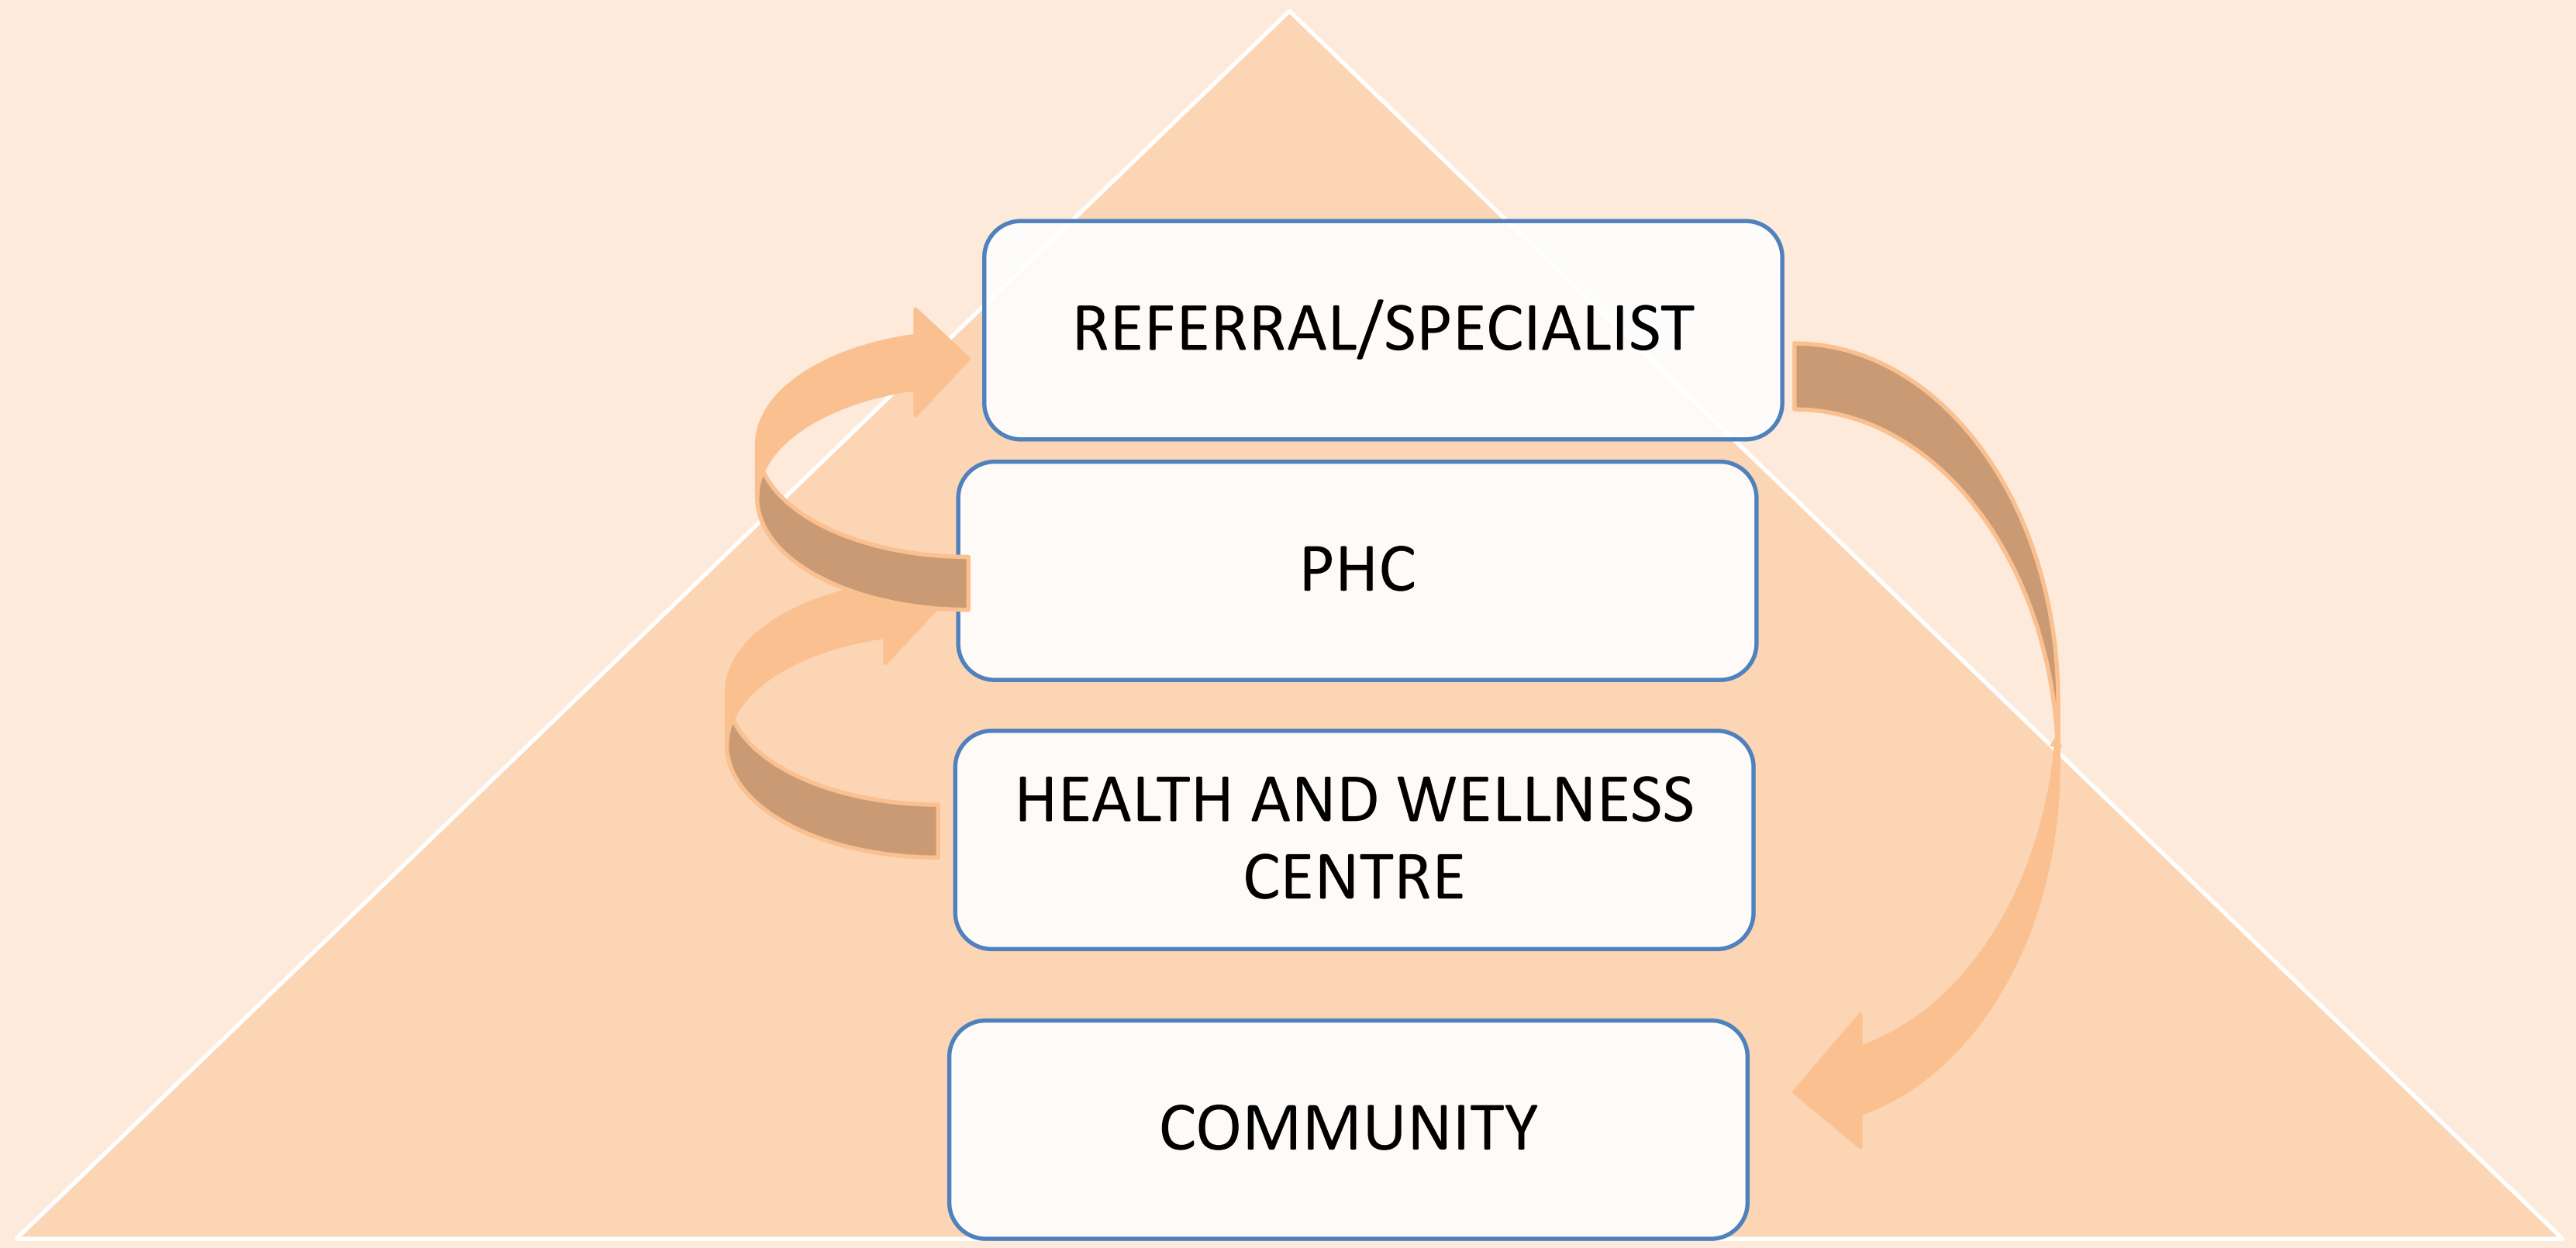 REFERRAL/SPECIALIST
PHC
HEALTH AND WELLNESS
CENTRE
COMMUNITY